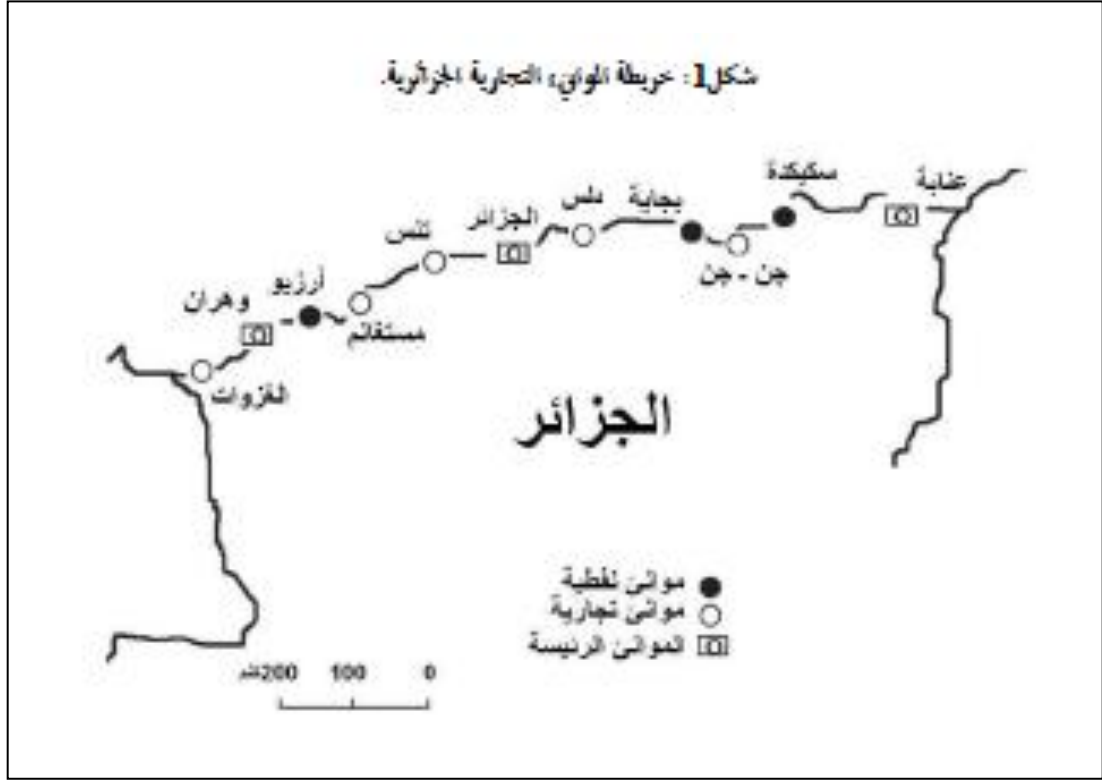 شكل1: خريطة الموانيء التجارية الجزائرية.
عنابة
سكيكدة
جن - جن
بجاية
دلس
الجزائر
تنس
مستغانم
أرزيو
وهران
الغزوات
الجزائر
موانئ نفطية
موانئ تجارية
الموانئ الرئيسة
0 100 200كلم